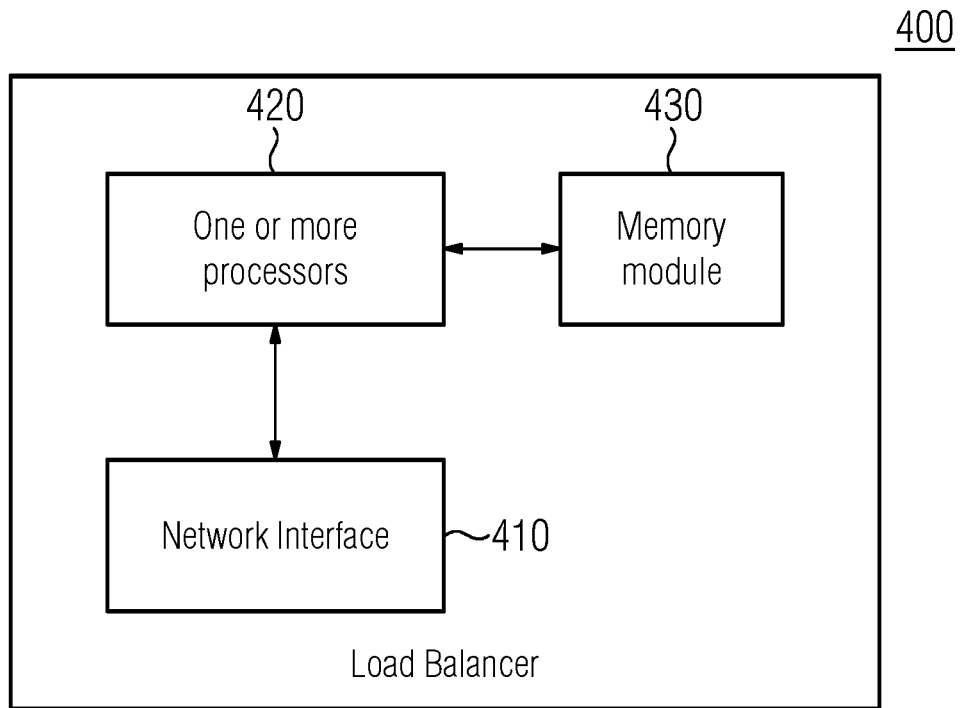 400
420
430
One or more
processors
Memory
module
Network Interface
410
Load Balancer